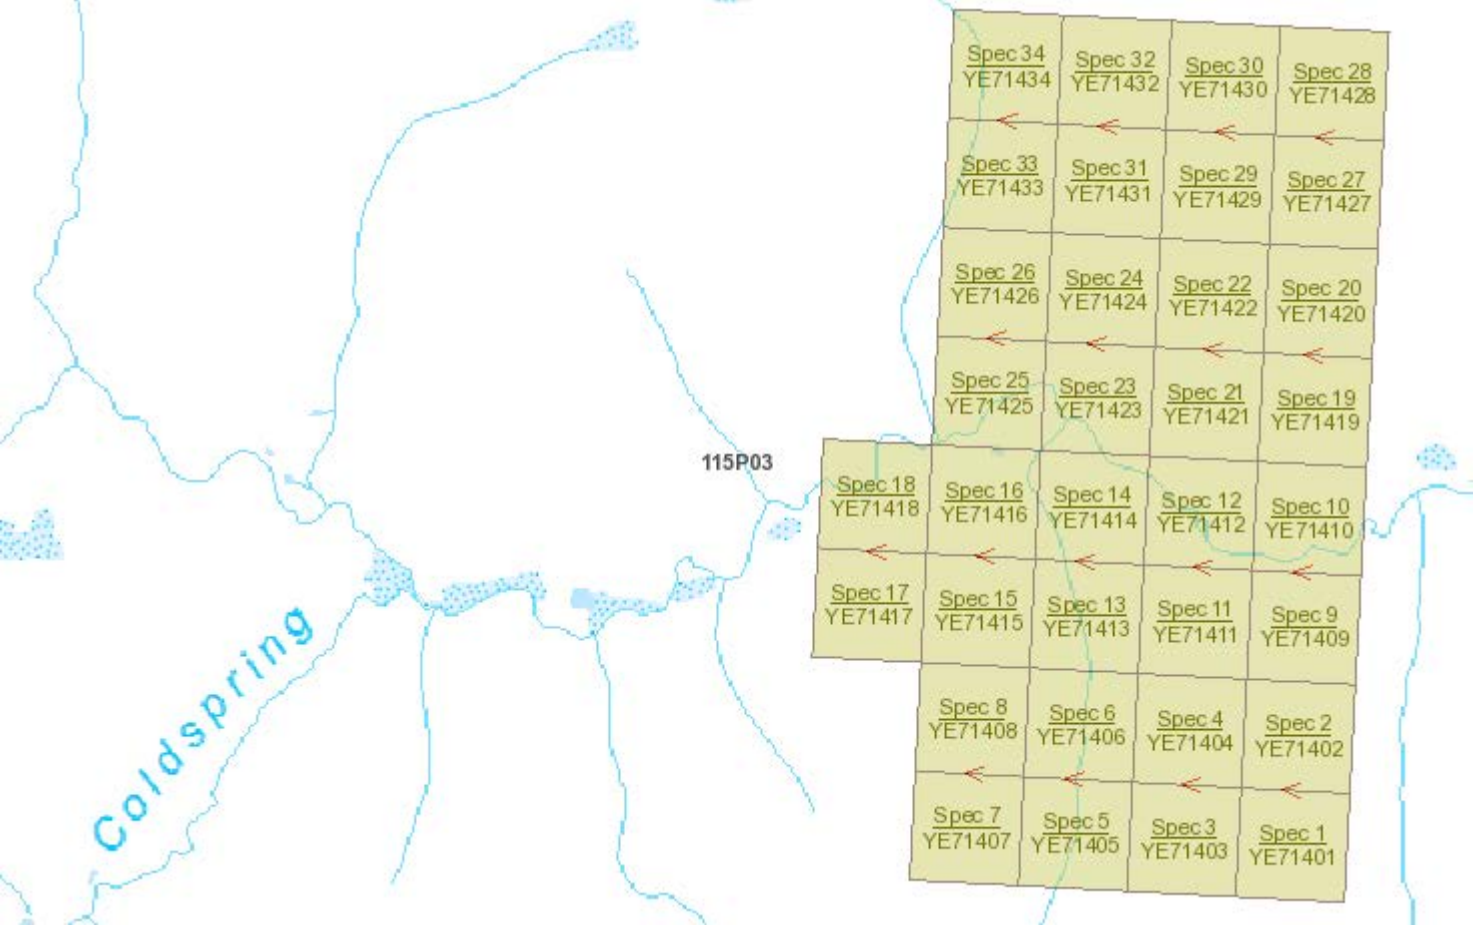 Spec 34
YE71434
Spec 32
YE71432
Spec 30
YE71430
Spec 28
YE71428
Spec 33
YE71433
Spec 31
YE71431
Spec 29
YE71429
Spec 27
YE71427
Spec 26
YE71426
Spec 24
YE71424
Spec 22
YE71422
Spec 20
YE71420
Spec 25
YE71425
Spec 23
YE71423
Spec 21
YE71421
Spec 19
YE71419
115P03
Spec 18
YE71418
Spec 16
YE71416
Spec 14
YE71414
Spec 12
YE71412
Spec 10
YE71410
Spec 17
YE71417
Spec 15
YE71415
Spec 13
YE71413
Spec 11
YE71411
Spec 9
YE71409
Coldspring
Spec 8
YE71408
Spec 6
YE71406
Spec 4
YE71404
Spec 2
YE71402
Spec 7
YE71407
Spec 5
YE71405
Spec 3
YE71403
Spec 1
YE71401